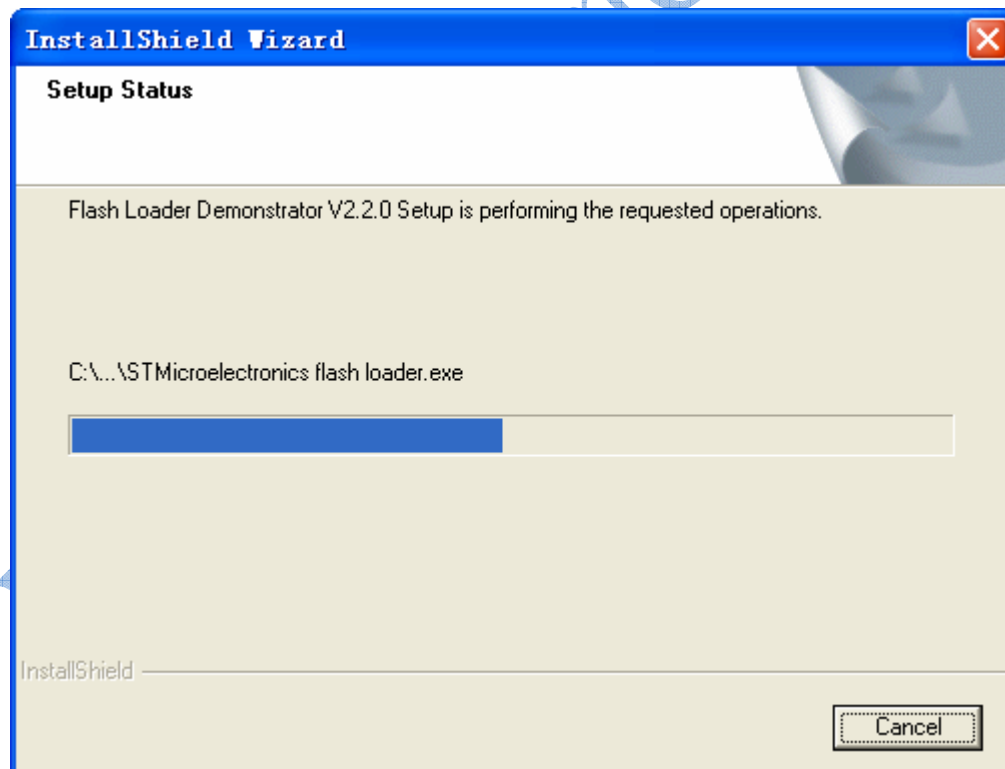 InstallShield Wizard
Setup Status
Flash Loader Demonstrator V2.2.0 Setup is performing the requested operations.
C:\...\STMicroelectronics flash loader.exe
InstallShield
Cancel